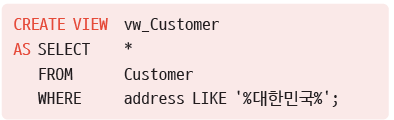 CREATE VIEW vw_Customer
AS SELECT *
FROM Customer
WHERE address LIKE '%대한민국%';